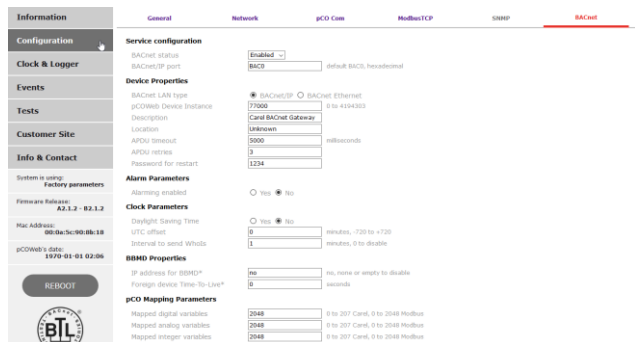 Information
Configuration
Clock & Logger
Events
Tests
Customer Site
Info & Contact
System is using:
Factory parameters
Firmware Release:
A2.1.2 - B2.1.2
Mac Address:
00:0a:5c:90:8b:18
pCOWeb's date:
1970-01-01 02:06
REBOOT
BTL
General Network pCO Com ModbusTCP SNMP BACnet
Service configuration
BACnet status Enabled
BACnet/IP port BAC0 default BAC0, hexadecimal
Device Properties
BACnet LAN type BACnet/IP BACnet Ethernet
pCOWeb Device Instance 77000 0 to 4194303
Description Carel BACnet Gateway
Location Unknown
APDU timeout 5000 milliseconds
APDU retries 3
Password for restart 1234
Alarm Parameters
Alarming enabled Yes No
Clock Parameters
Daylight Saving Time Yes No
UTC offset 0 minutes, -720 to +720
Interval to send WhoIs 1 minutes, 0 to disable
BBMD Properties
IP address for BBMD* no no, none or empty to disable
Foreign device Time-To-Live* 0 seconds
pCO Mapping Parameters
Mapped digital variables 2048 0 to 207 Carel, 0 to 2048 Modbus
Mapped analog variables 2048 0 to 207 Carel, 0 to 2048 Modbus
Mapped integer variables 2048 0 to 207 Carel, 0 to 2048 Modbus